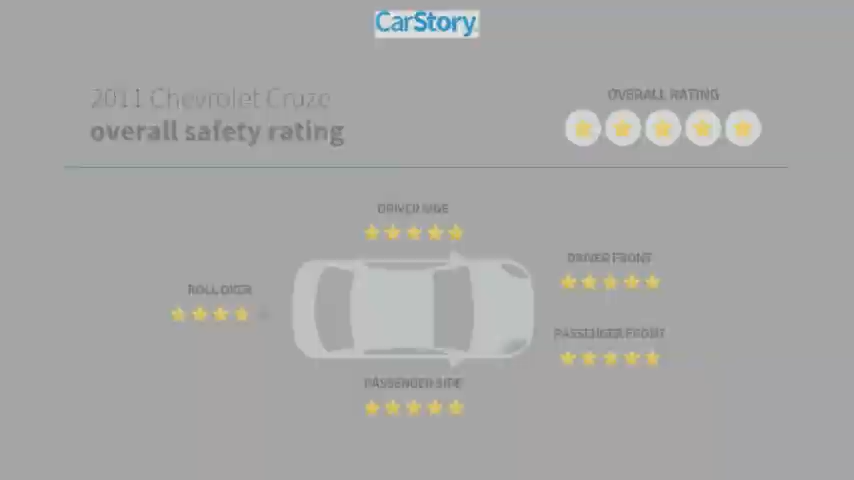 CarStory
2011 Chevrolet Cruze
overall safety rating
OVERALL RATING
DRIVER SIDE
DRIVER FRONT
ROLL OVER
PASSENGER FRONT
PASSENGER SIDE